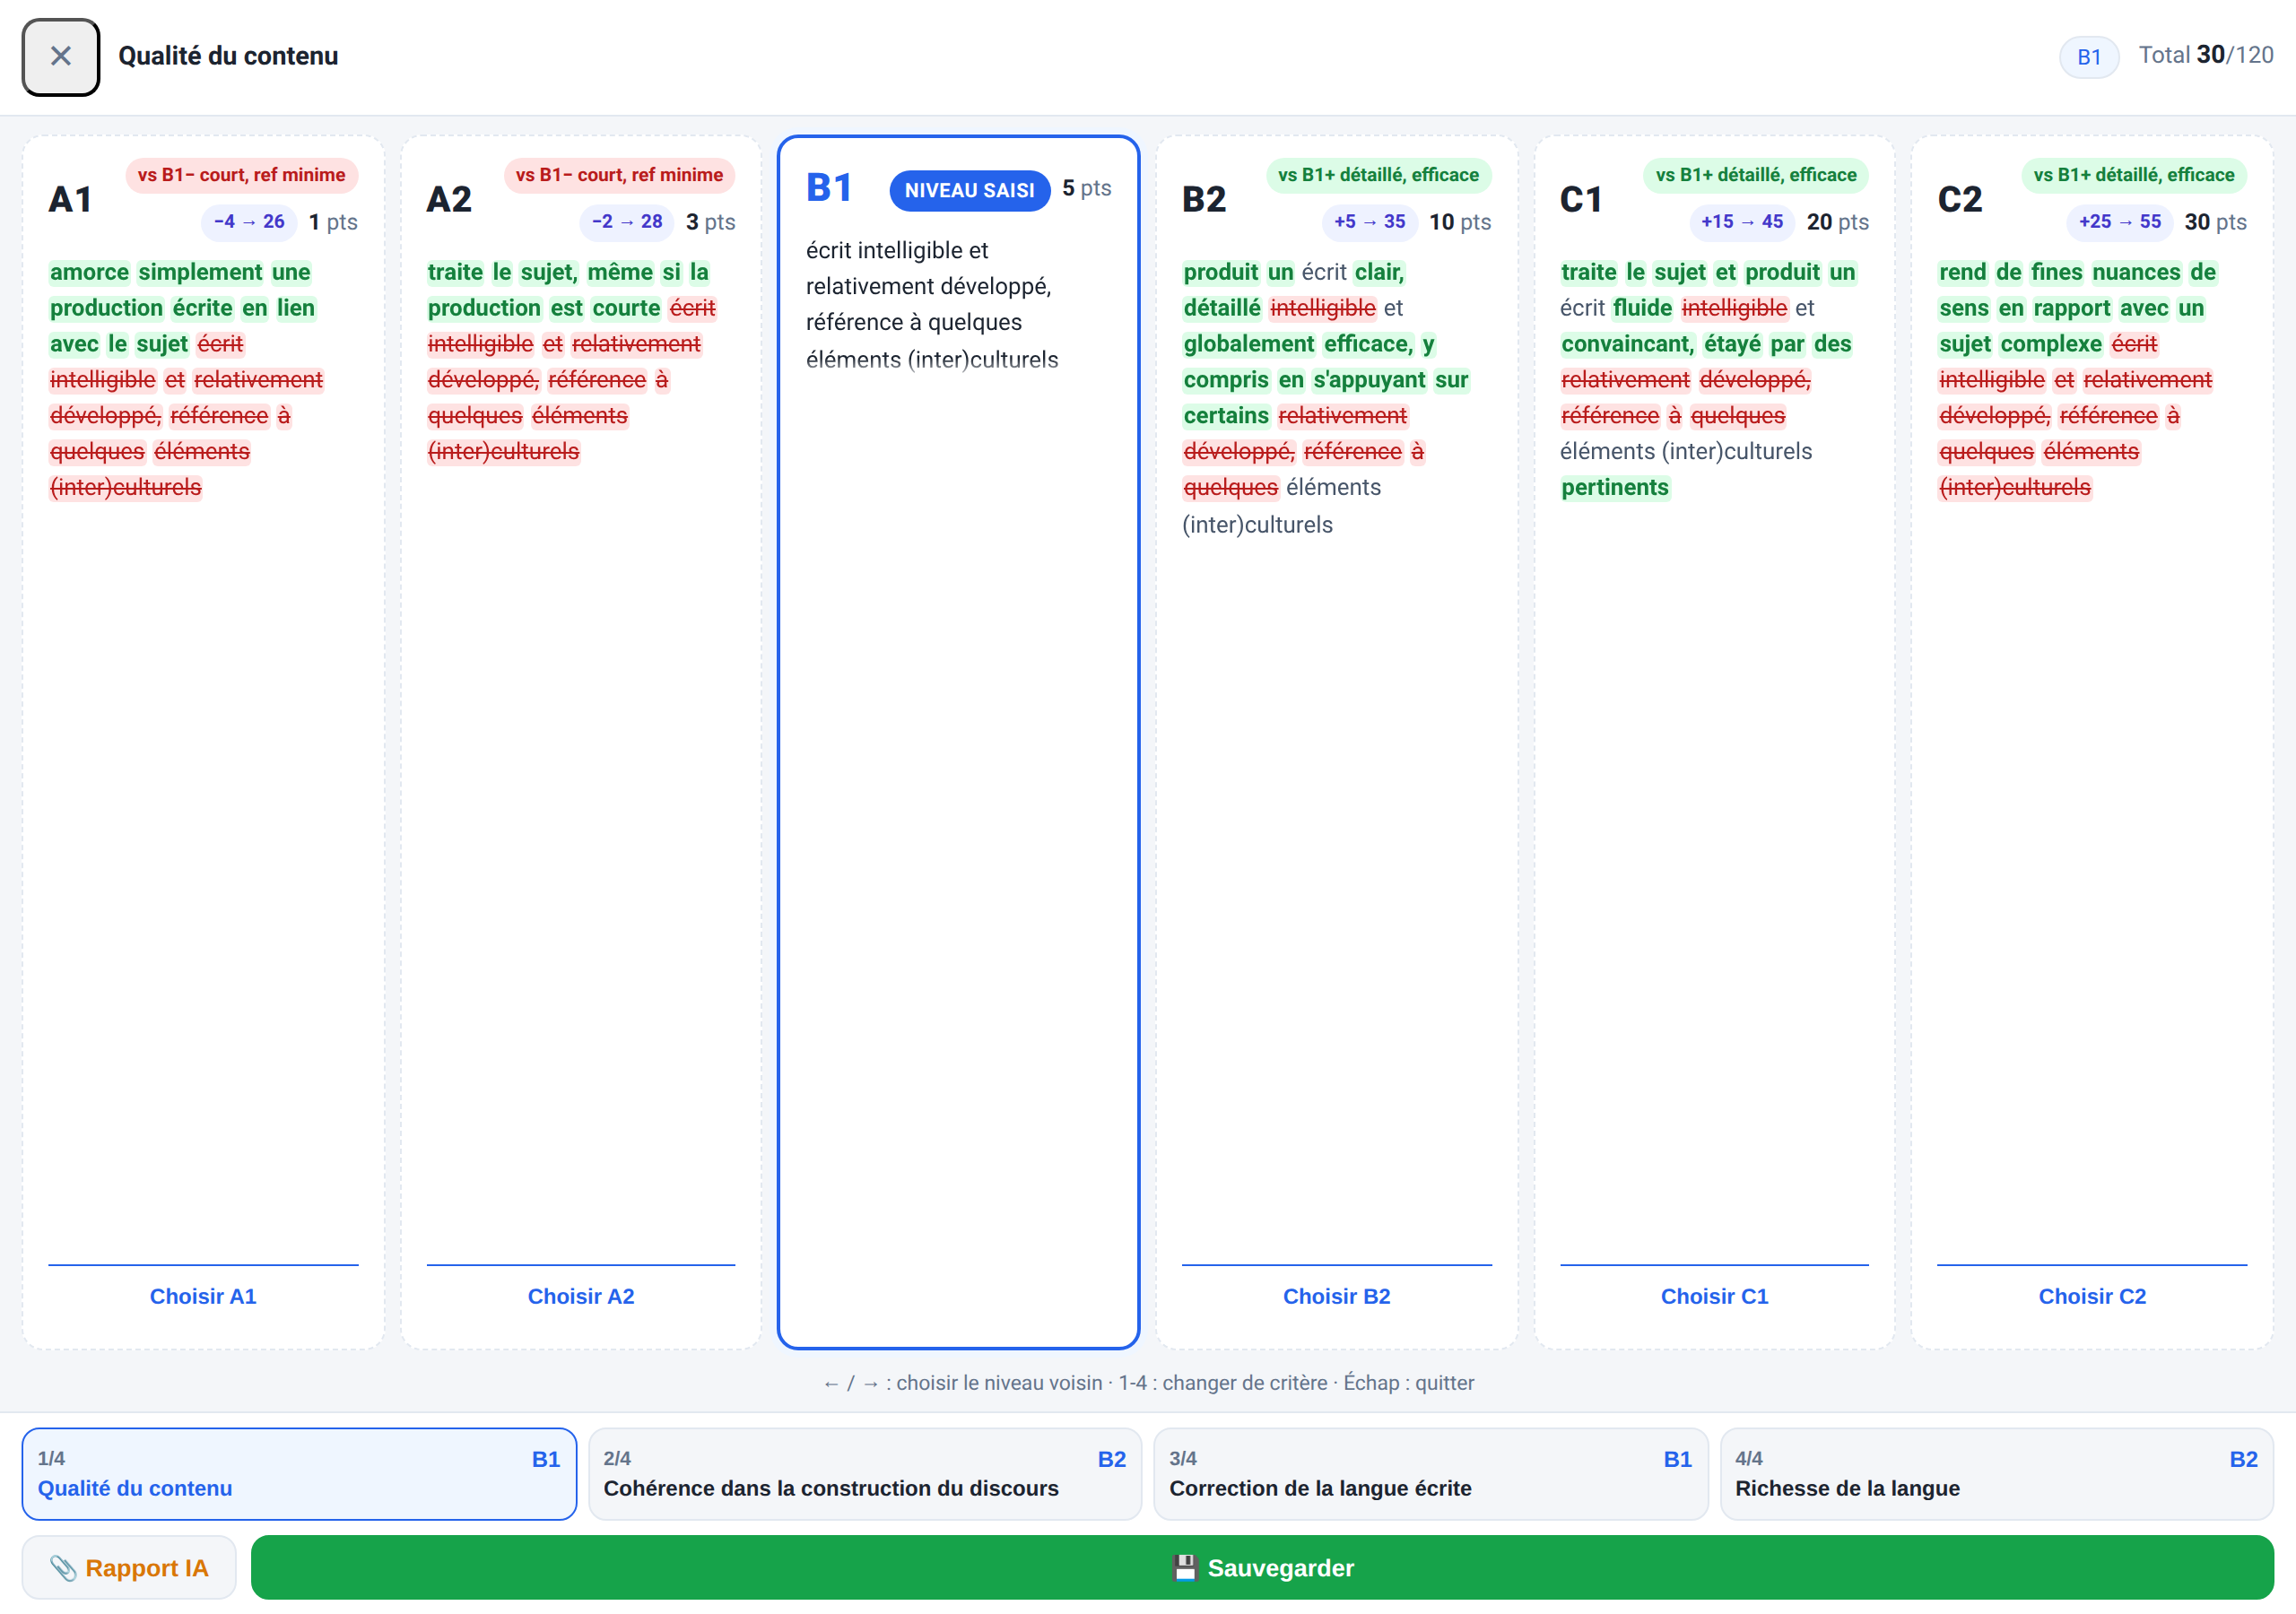 ✕ Qualité du contenu
B1 Total 30/120
A1
vs B1− court, ref minime
−4 → 26 1 pts
amorce simplement une
production écrite en lien
avec le sujet écrit
intelligible et relativement
développé, référence à
quelques éléments
(inter)culturels
Choisir A1
A2
vs B1− court, ref minime
−2 → 28 3 pts
traite le sujet, même si la
production est courte écrit
intelligible et relativement
développé, référence à
quelques éléments
(inter)culturels
Choisir A2
B1 NIVEAU SAISI 5 pts
écrit intelligible et
relativement développé,
référence à quelques
éléments (inter)culturels
B2
vs B1+ détaillé, efficace
+5 → 35 10 pts
produit un écrit clair,
détaillé intelligible et
globalement efficace, y
compris en s'appuyant sur
certains relativement
développé, référence à
quelques éléments
(inter)culturels
Choisir B2
C1
vs B1+ détaillé, efficace
+15 → 45 20 pts
traite le sujet et produit un
écrit fluide intelligible et
convaincant, étayé par des
relativement développé,
référence à quelques
éléments (inter)culturels
pertinents
Choisir C1
C2
vs B1+ détaillé, efficace
+25 → 55 30 pts
rend de fines nuances de
sens en rapport avec un
sujet complexe écrit
intelligible et relativement
développé, référence à
quelques éléments
(inter)culturels
Choisir C2
← / → : choisir le niveau voisin · 1-4 : changer de critère · Échap : quitter
1/4 B1
Qualité du contenu
2/4 B2
Cohérence dans la construction du discours
3/4 B1
Correction de la langue écrite
4/4 B2
Richesse de la langue
📎 Rapport IA
💾 Sauvegarder